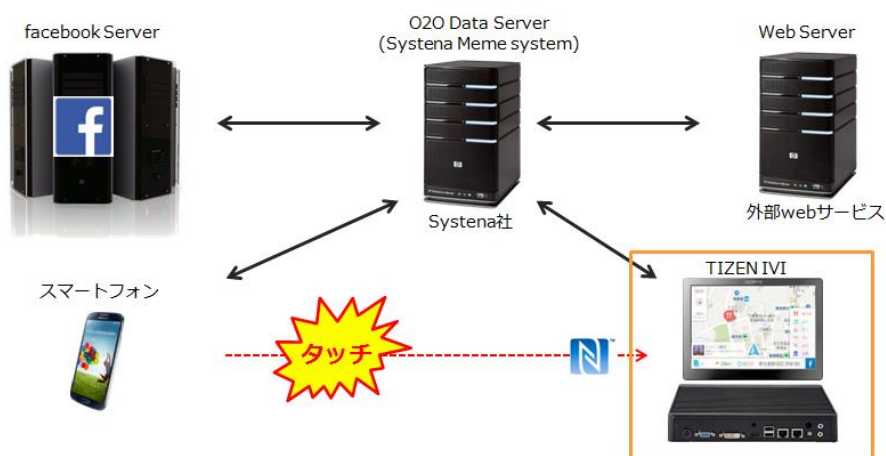 facebook Server
O2O Data Server
(Systena Meme system)
Web Server
Systena社
外部webサービス
スマートフォン
TIZEN IVI
タッチ